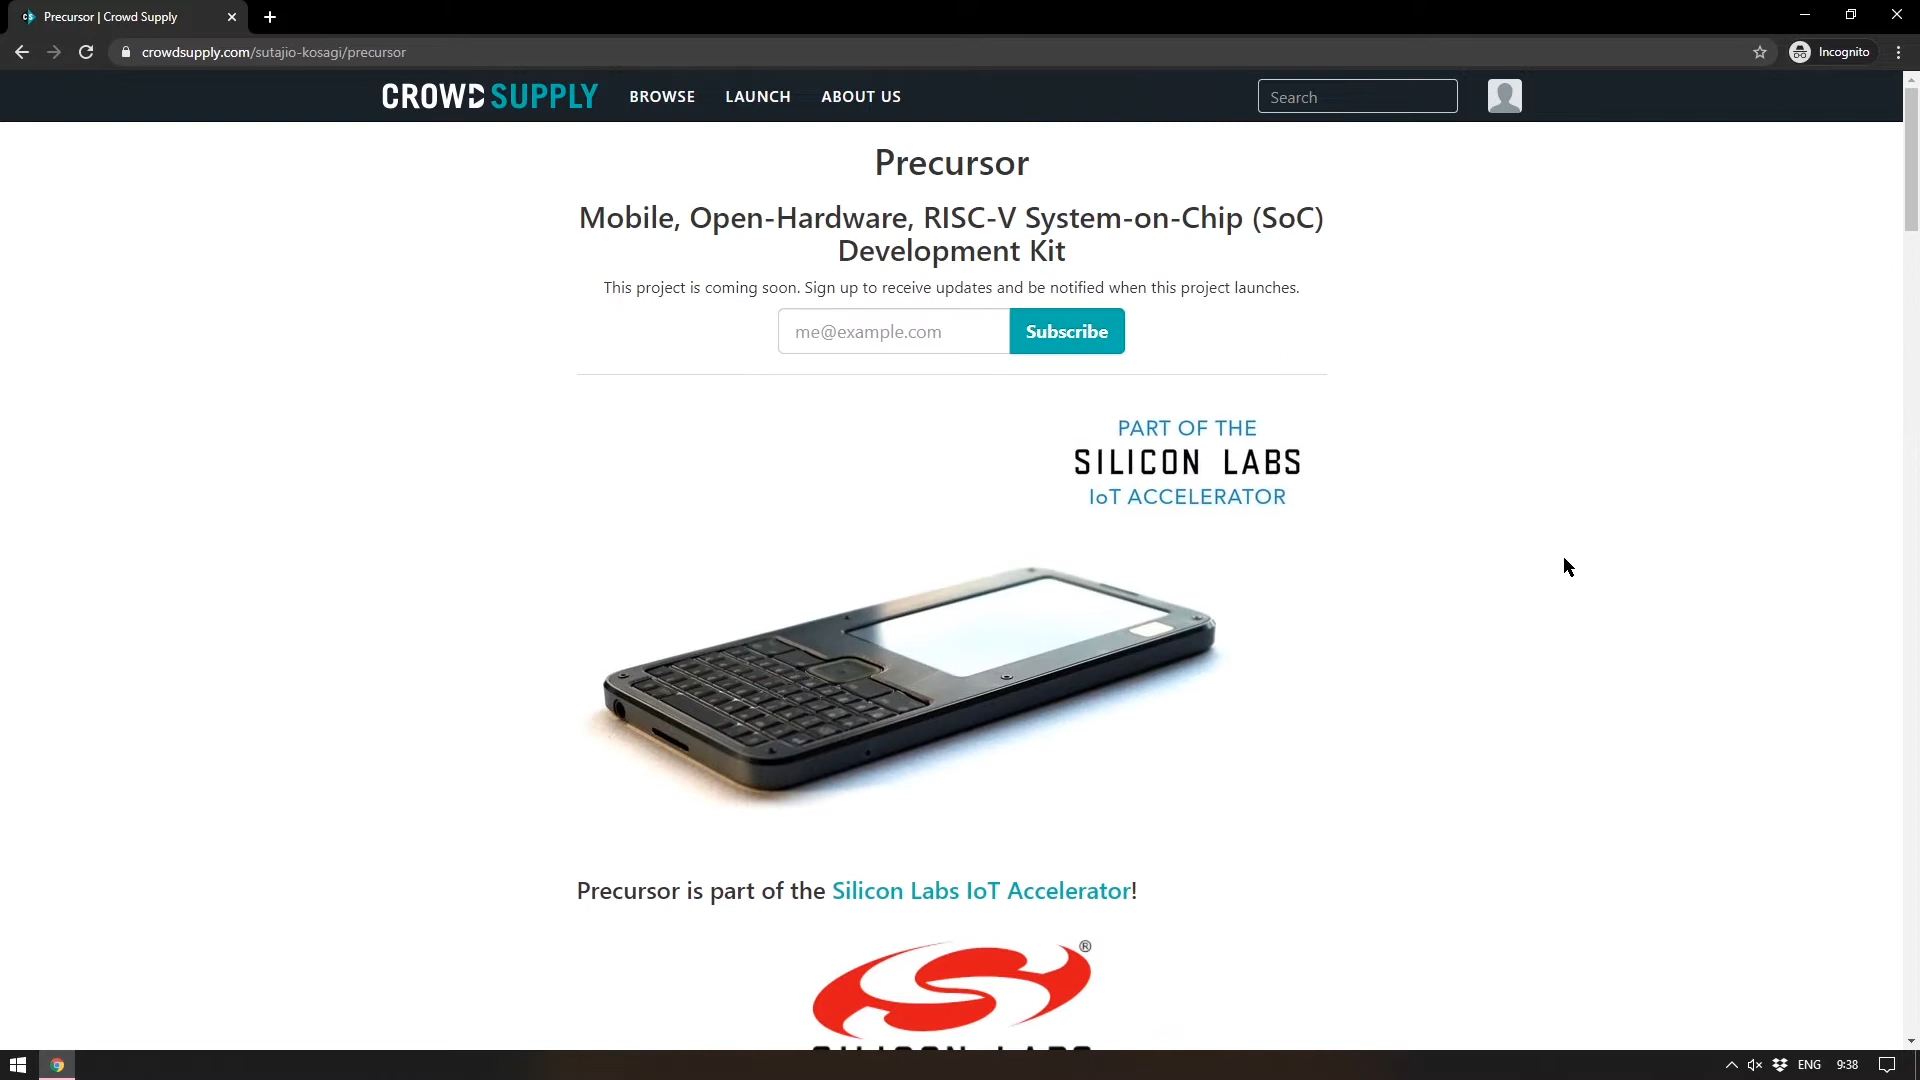 Precursor | Crowd Supply
crowdsupply.com/sutajio-kosagi/precursor
Incognito
CROWD SUPPLY
BROWSE
LAUNCH
ABOUT US
Search
Precursor
Mobile, Open-Hardware, RISC-V System-on-Chip (SoC)
Development Kit
This project is coming soon. Sign up to receive updates and be notified when this project launches.
me@example.com
Subscribe
PART OF THE
SILICON LABS
IoT ACCELERATOR
Precursor is part of the Silicon Labs IoT Accelerator!
®
SILICON LABS
ENG
9:38